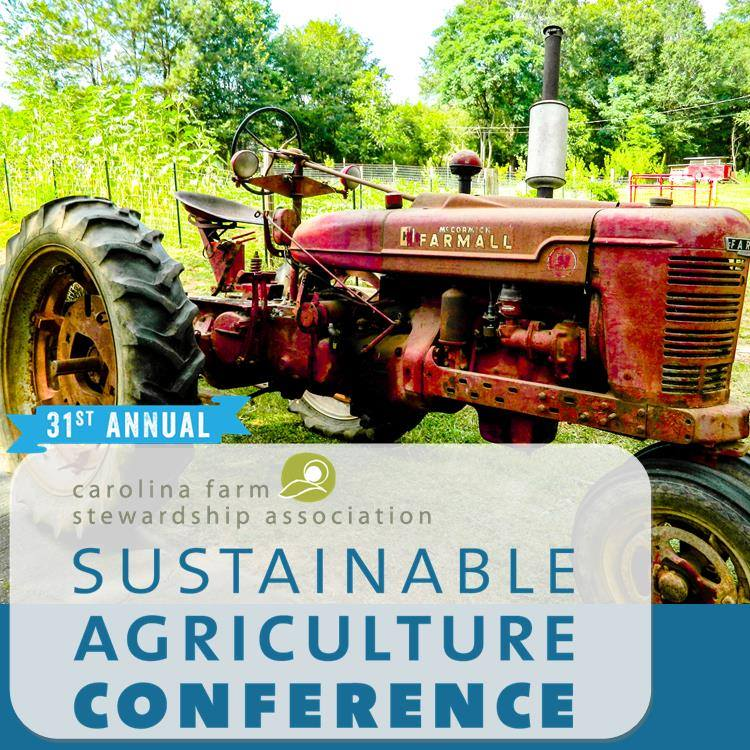 McCORMICK
FARMALL
31ST ANNUAL
carolina farm
stewardship association
SUSTAINABLE
AGRICULTURE
CONFERENCE